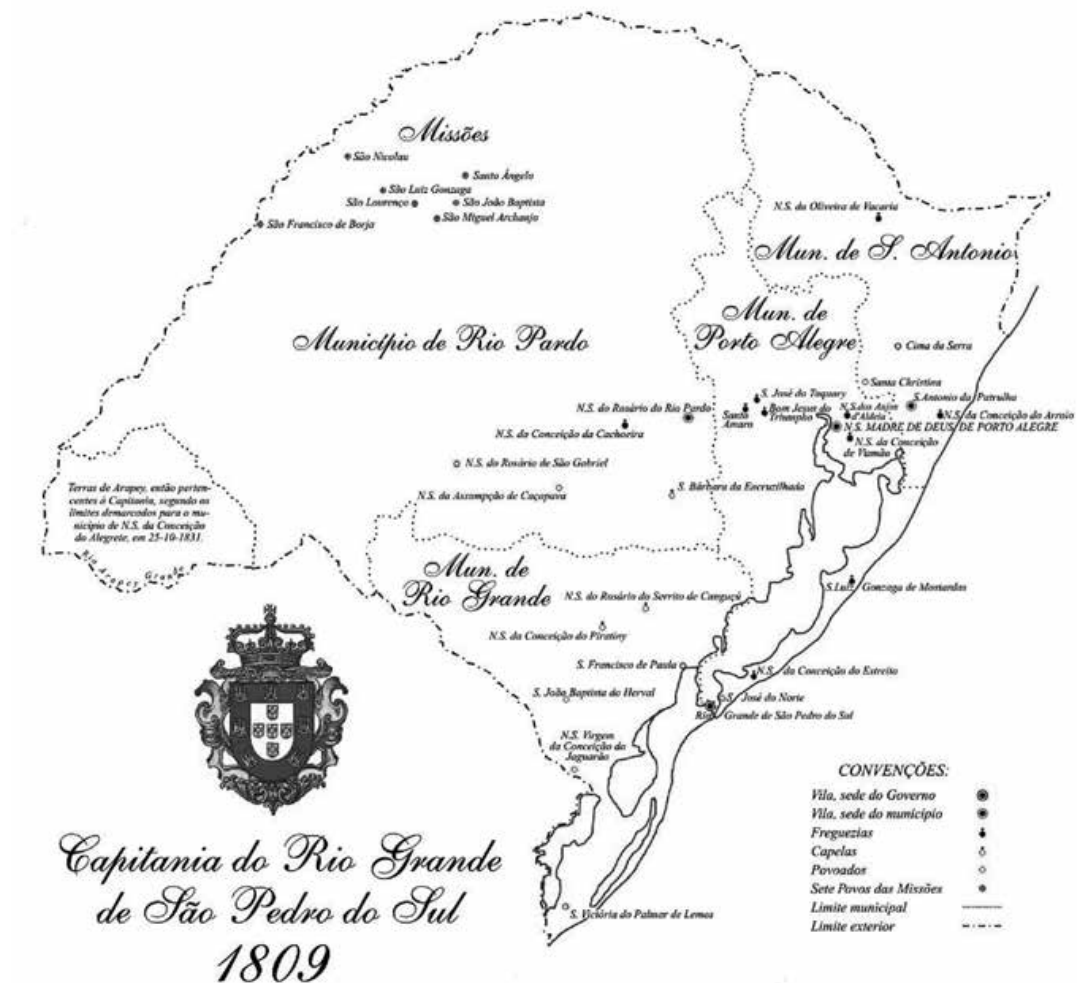 Missões
São Nicolau
Santo Ângelo
São Luiz Gonzaga
São Lourenço
São João Baptista
São Miguel Archanjo
São Francisco de Borja
N.S. da Oliveira de Vacaria
Mun. de S. Antonio
Município de Rio Pardo
Mun. de
Porto Alegre
Cima da Serra
Santa Christina
S. José do Taquary
S.Antonio da Patrulha
N.S. do Rosário do Rio Pardo
Santo
Amaro
Bom Jesus do
Triumpho
N.S.dos Anjos
d'Aldeia
N.S. da Conceição do Arroio
N.S. MADRE DE DEUS, DE PORTO ALEGRE
N.S. da Conceição da Cachoeira
N.S. da Conceição
de Viamão
N.S. do Rosário de São Gabriel
N.S. da Assumpção de Caçapava
S. Bárbara da Encruzilhada
Terras de Arapey, então perten-
centes á Capitania, segundo os
limites demarcados para o mu-
nicípio de N.S. da Conceição
do Alegrete, em 25-10-1831.
Rio Arapey Grande
Mun. de
Rio Grande
S.Luiz Gonzaga de Mostardas
N.S. do Rosário do Serrito de Canguçú
N.S. da Conceição do Piratiny
S. Francisco de Paula
N.S. da Conceição do Estreito
S. João Baptista do Herval
S. José do Norte
Rio Grande de São Pedro do Sul
N.S. Virgem
da Conceição do
Jaguarão
S. Victória do Palmar de Lemos
Capitania do Rio Grande
de São Pedro do Sul
1809
CONVENÇÕES:
Vila, sede do Governo
Vila, sede do município
Freguezias
Capelas
Povoados
Sete Povos das Missões
Limite municipal
Limite exterior